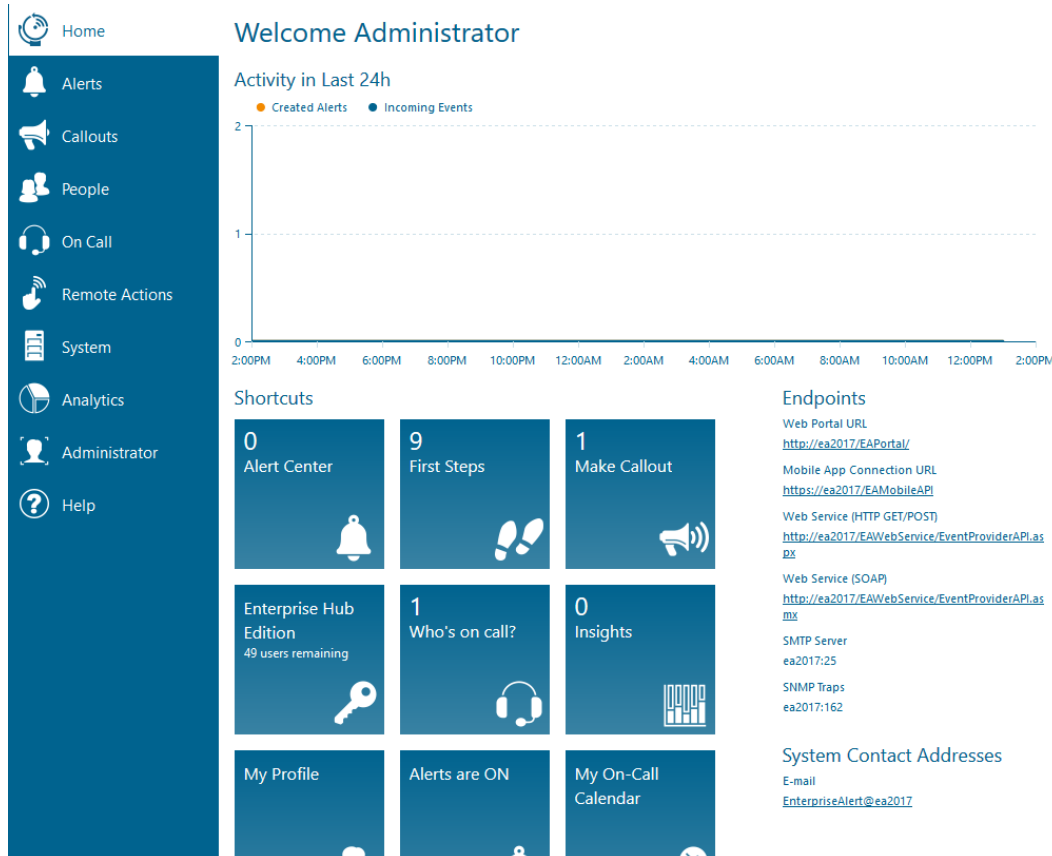 Home
Alerts
Callouts
People
On Call
Remote Actions
System
Analytics
Administrator
Help
Welcome Administrator
Activity in Last 24h
Created Alerts Incoming Events
2
1
0
2:00PM 4:00PM 6:00PM 8:00PM 10:00PM 12:00AM 2:00AM 4:00AM 6:00AM 8:00AM 10:00AM 12:00PM 2:00PM
Shortcuts
0
Alert Center
9
First Steps
1
Make Callout
Enterprise Hub
Edition
49 users remaining
1
Who's on call?
0
Insights
My Profile
Alerts are ON
My On-Call
Calendar
Endpoints
Web Portal URL
http://ea2017/EAPortal/
Mobile App Connection URL
https://ea2017/EAMobileAPI
Web Service (HTTP GET/POST)
http://ea2017/EAWebService/EventProviderAPI.as
px
Web Service (SOAP)
http://ea2017/EAWebService/EventProviderAPI.as
mx
SMTP Server
ea2017:25
SNMP Traps
ea2017:162
System Contact Addresses
E-mail
EnterpriseAlert@ea2017